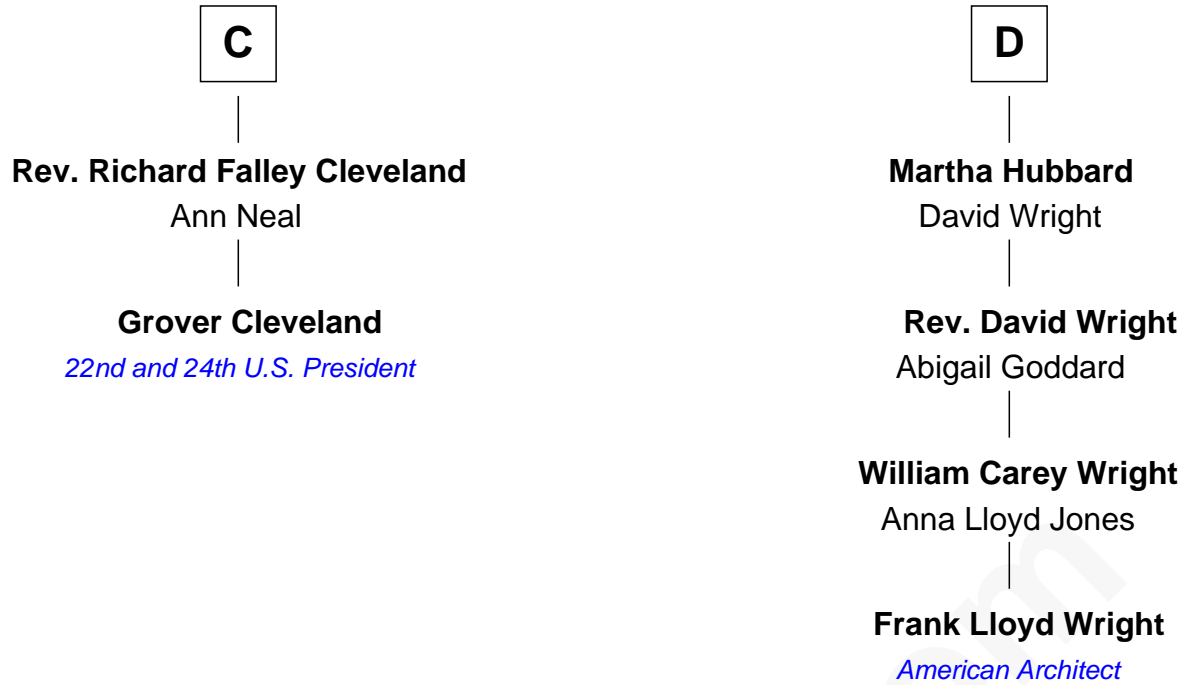 C
Rev. Richard Falley Cleveland
Ann Neal
Grover Cleveland
22nd and 24th U.S. President
D
Martha Hubbard
David Wright
Rev. David Wright
Abigail Goddard
William Carey Wright
Anna Lloyd Jones
Frank Lloyd Wright
American Architect